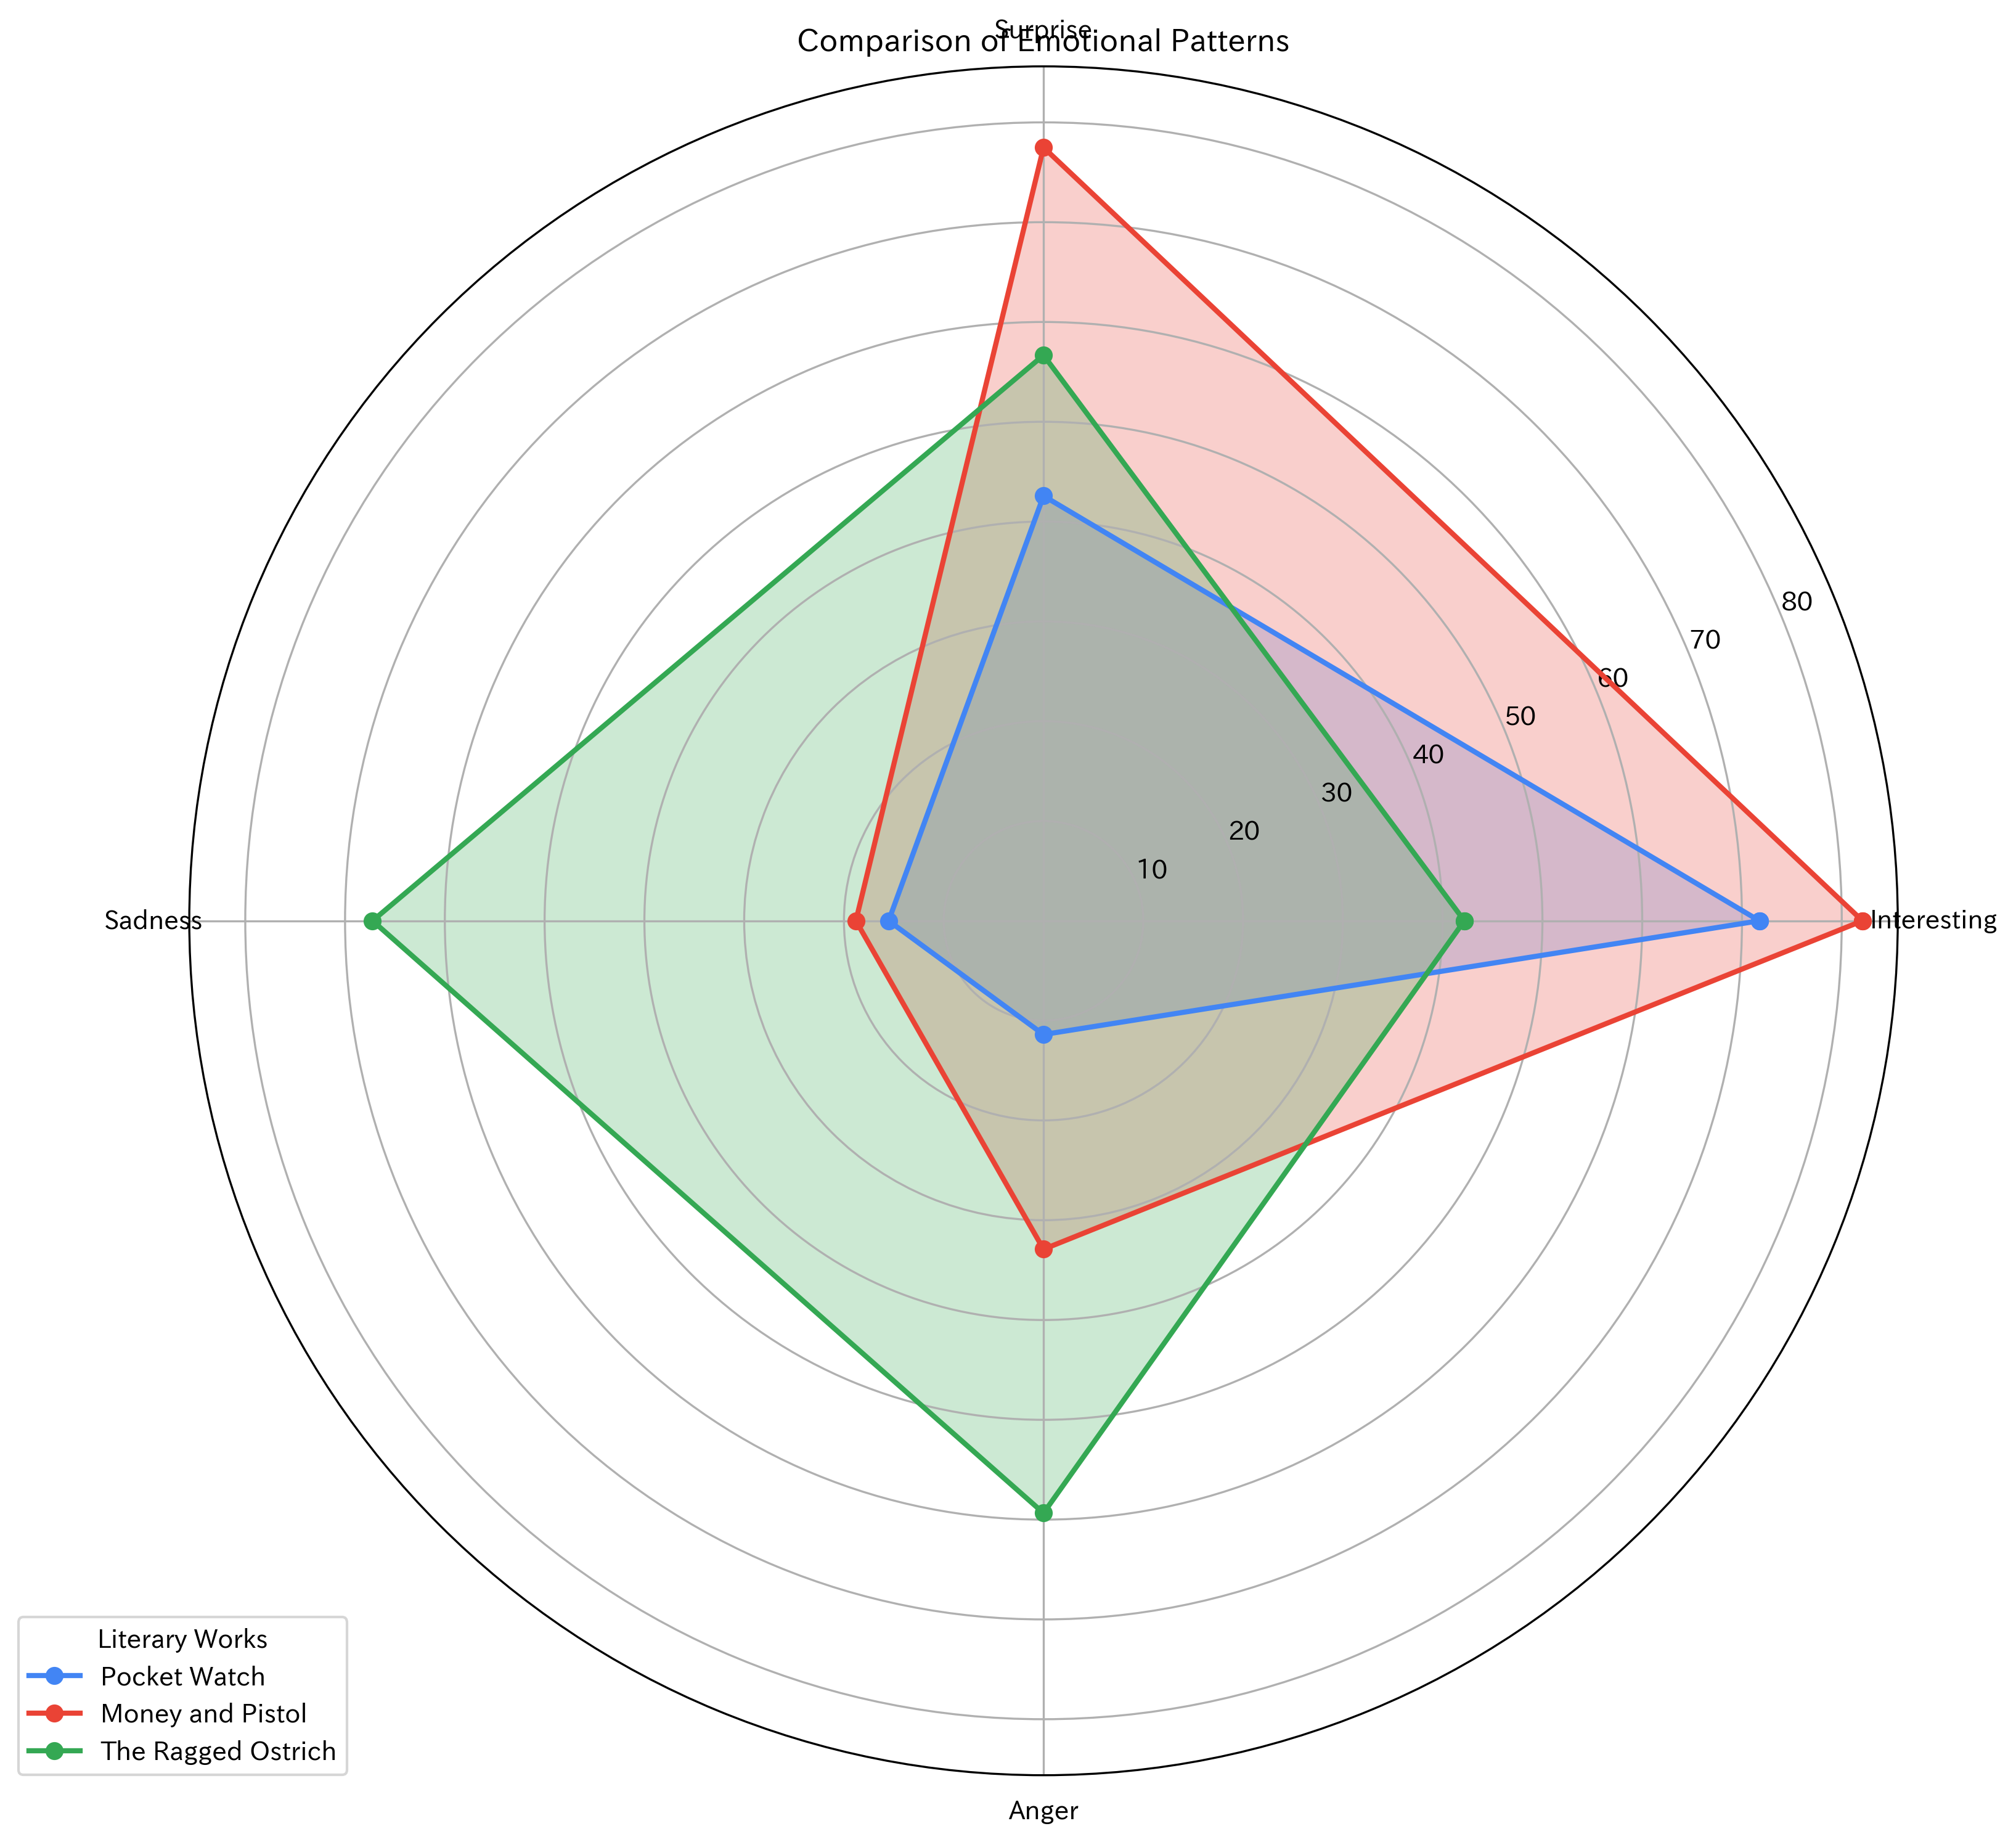 Surprise
Comparison of Emotional Patterns
80
70
60
50
40
30
20
10
Sadness
Interesting
Literary Works
Pocket Watch
Money and Pistol
The Ragged Ostrich
Anger